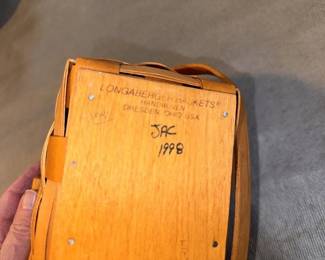 LONGABERGER BASKETS®
HANDWOVEN
DRESDEN, OHIO USA
JAC
1998